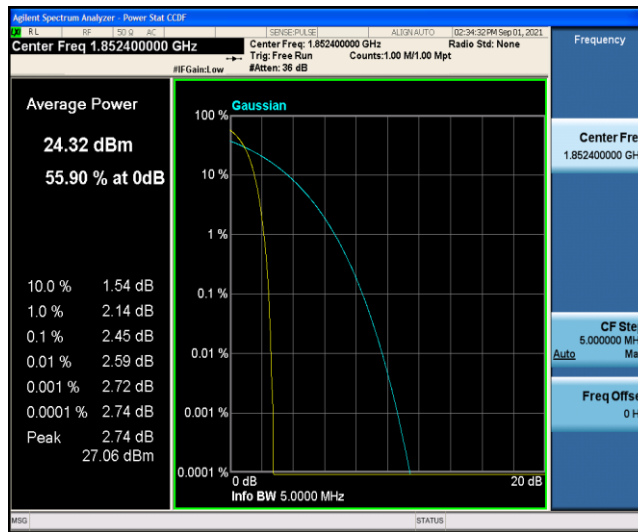 Agilent Spectrum Analyzer - Power Stat CCDF
RL RF 50 Ω AC SENSE:PULSE ALIGN AUTO 02:34:32 PM Sep 01, 2021
Center Freq 1.852400000 GHz
Center Freq: 1.852400000 GHz Radio Std: None
Trig: Free Run Counts:1.00 M/1.00 Mpt
#IFGain:Low #Atten: 36 dB
Frequency
Average Power
24.32 dBm
55.90 % at 0dB
10.0 % 1.54 dB
1.0 % 2.14 dB
0.1 % 2.45 dB
0.01 % 2.59 dB
0.001 % 2.72 dB
0.0001 % 2.74 dB
Peak 2.74 dB
27.06 dBm
Gaussian
100 %
10 %
1 %
0.1 %
0.01 %
0.001 %
0.0001 %
0 dB 20 dB
Info BW 5.0000 MHz
Center Fre
1.852400000 GH
CF Ste
5.000000 MH
Auto Ma
Freq Offse
0 H
MSG STATUS